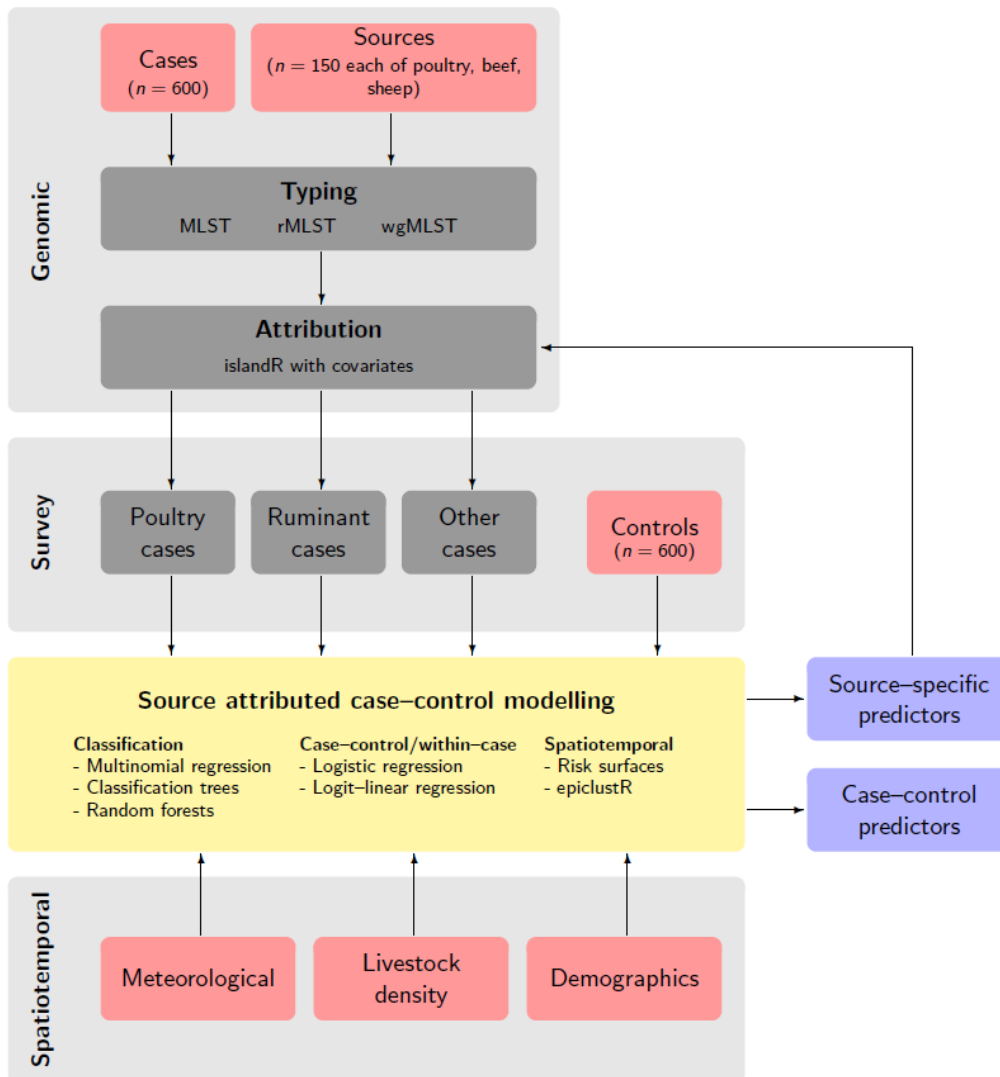 Genomic
Cases
(n = 600)
Sources
(n = 150 each of poultry, beef,
sheep)
Typing
MLST rMLST wgMLST
Attribution
islandR with covariates
Survey
Poultry
cases
Ruminant
cases
Other
cases
Controls
(n = 600)
Source attributed case–control modelling
Classification
- Multinomial regression
- Classification trees
- Random forests
Case–control/within–case
- Logistic regression
- Logit–linear regression
Spatiotemporal
- Risk surfaces
- epiclustR
Source–specific
predictors
Case–control
predictors
Spatiotemporal
Meteorological
Livestock
density
Demographics